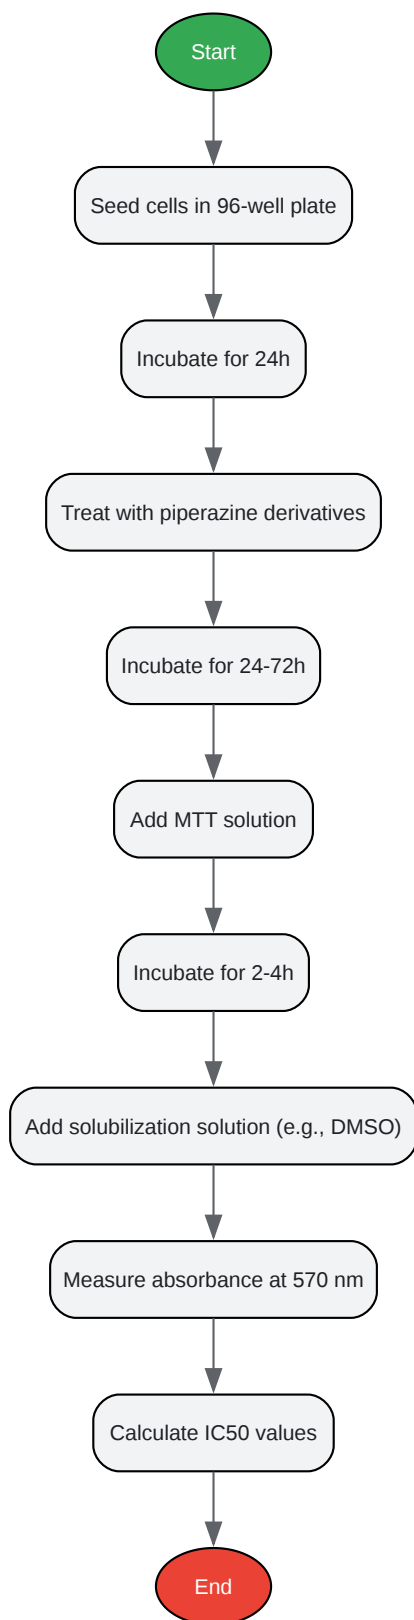 Start
Seed cells in 96-well plate
Incubate for 24h
Treat with piperazine derivatives
Incubate for 24-72h
Add MTT solution
Incubate for 2-4h
Add solubilization solution (e.g., DMSO)
Measure absorbance at 570 nm
Calculate IC50 values
End